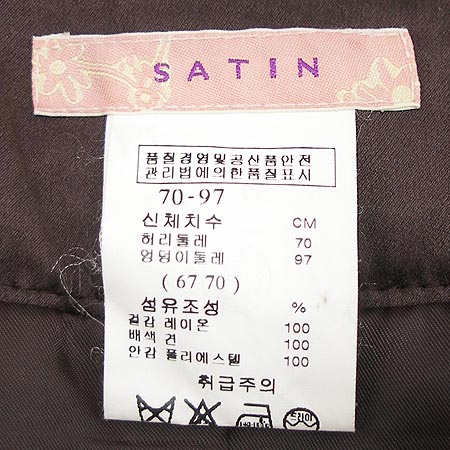 SATIN
품질경영및공산품안전
관리법에의한품질표시
70-97
신체치수 CM
허리둘레 70
엉덩이둘레 97
( 67 70 )
섬유조성 %
겉감 레이온 100
배색 견 100
안감 폴리에스텔 100
취급주의
드라이